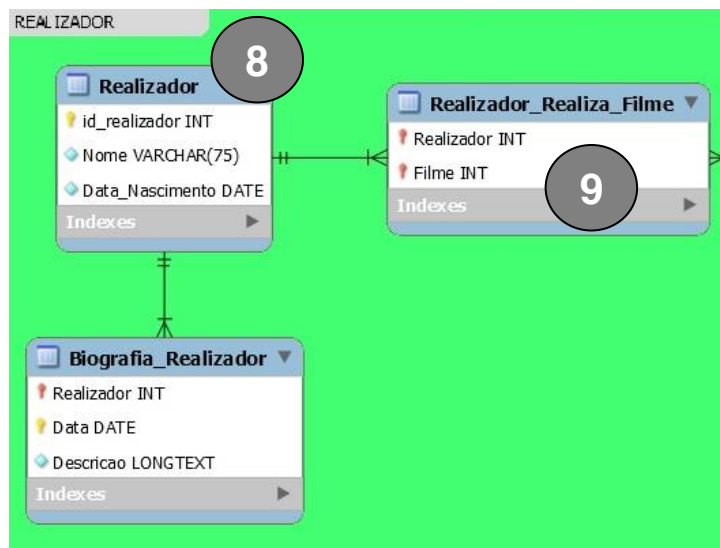 REALIZADOR
8
Realizador
id_realizador INT
Nome VARCHAR(75)
Data_Nascimento DATE
Indexes
Realizador_Realiza_Filme
Realizador INT
Filme INT
9
Indexes
Biografia_Realizador
Realizador INT
Data DATE
Descricao LONGTEXT
Indexes